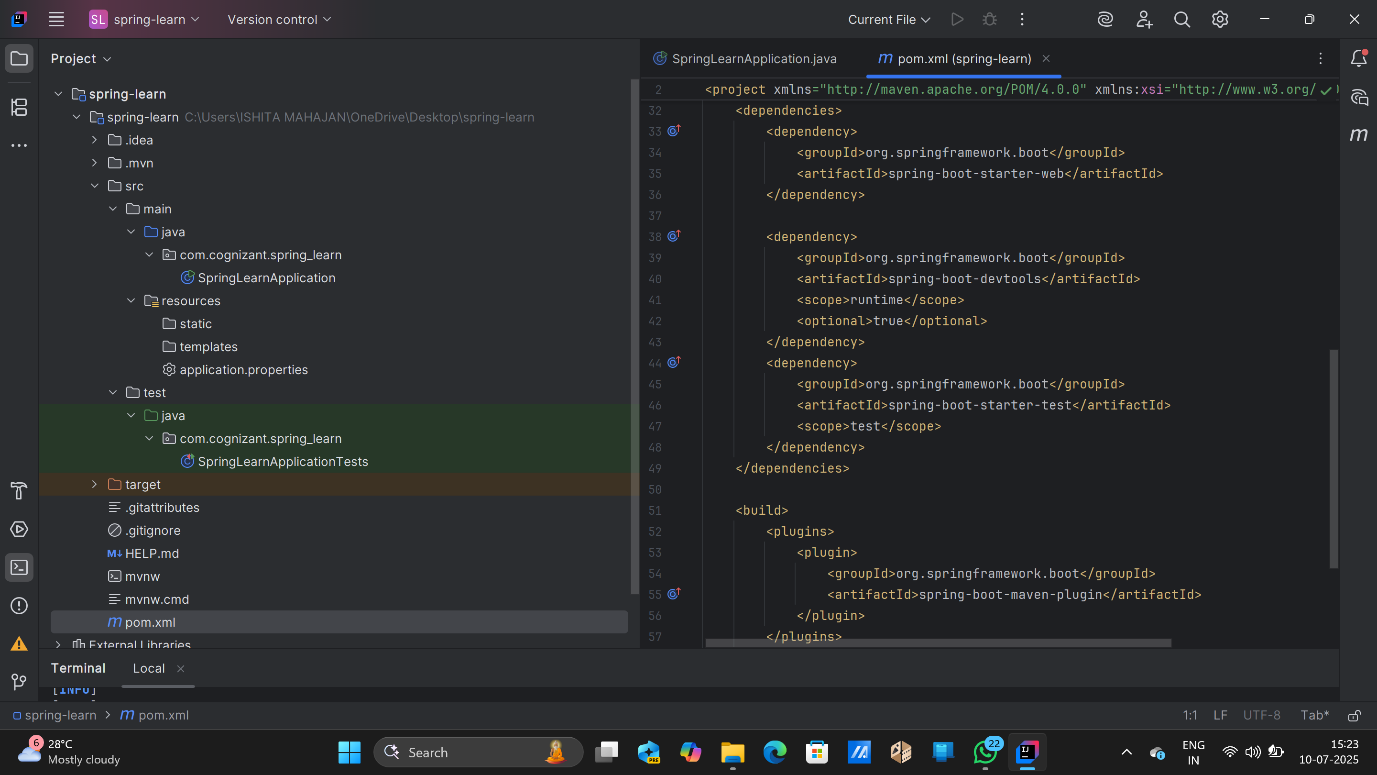 SL spring-learn Version control Current File
Project
spring-learn
spring-learn C:\Users\ISHITA MAHAJAN\OneDrive\Desktop\spring-learn
.idea
.mvn
src
main
java
com.cognizant.spring_learn
SpringLearnApplication
resources
static
templates
application.properties
test
java
com.cognizant.spring_learn
SpringLearnApplicationTests
target
.gitattributes
.gitignore
M↓ HELP.md
mvnw
mvnw.cmd
m pom.xml
External Libraries
SpringLearnApplication.java m pom.xml (spring-learn)
2 <project xmlns="http://maven.apache.org/POM/4.0.0" xmlns:xsi="http://www.w3.org/
32 <dependencies>
33 <dependency>
34 <groupId>org.springframework.boot</groupId>
35 <artifactId>spring-boot-starter-web</artifactId>
36 </dependency>
37
38 <dependency>
39 <groupId>org.springframework.boot</groupId>
40 <artifactId>spring-boot-devtools</artifactId>
41 <scope>runtime</scope>
42 <optional>true</optional>
43 </dependency>
44 <dependency>
45 <groupId>org.springframework.boot</groupId>
46 <artifactId>spring-boot-starter-test</artifactId>
47 <scope>test</scope>
48 </dependency>
49 </dependencies>
50
51 <build>
52 <plugins>
53 <plugin>
54 <groupId>org.springframework.boot</groupId>
55 <artifactId>spring-boot-maven-plugin</artifactId>
56 </plugin>
57 </plugins>
m
Terminal Local
[INFO]
spring-learn > m pom.xml 1:1 LF UTF-8 Tab*
6 28°C
Mostly cloudy
Search
PRE
22
ENG
IN
15:23
10-07-2025